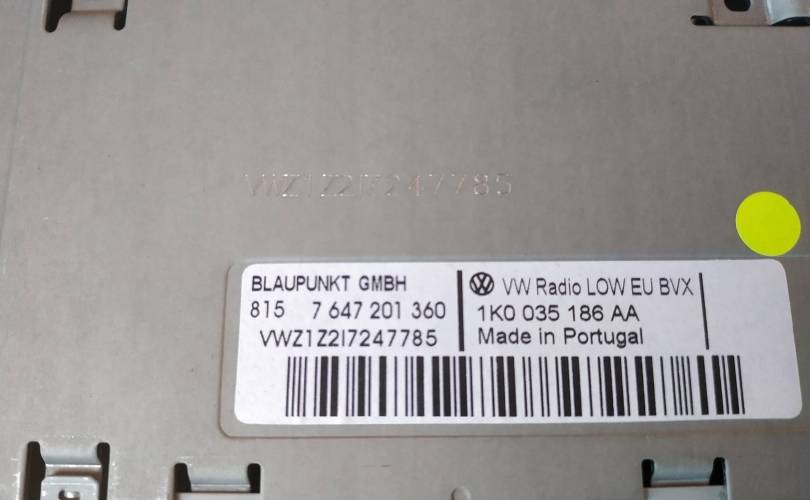 VWZ1Z2I7247785
BLAUPUNKT GMBH
815 7 647 201 360
VWZ1Z2I7247785
VW Radio LOW EU BVX
1K0 035 186 AA
Made in Portugal